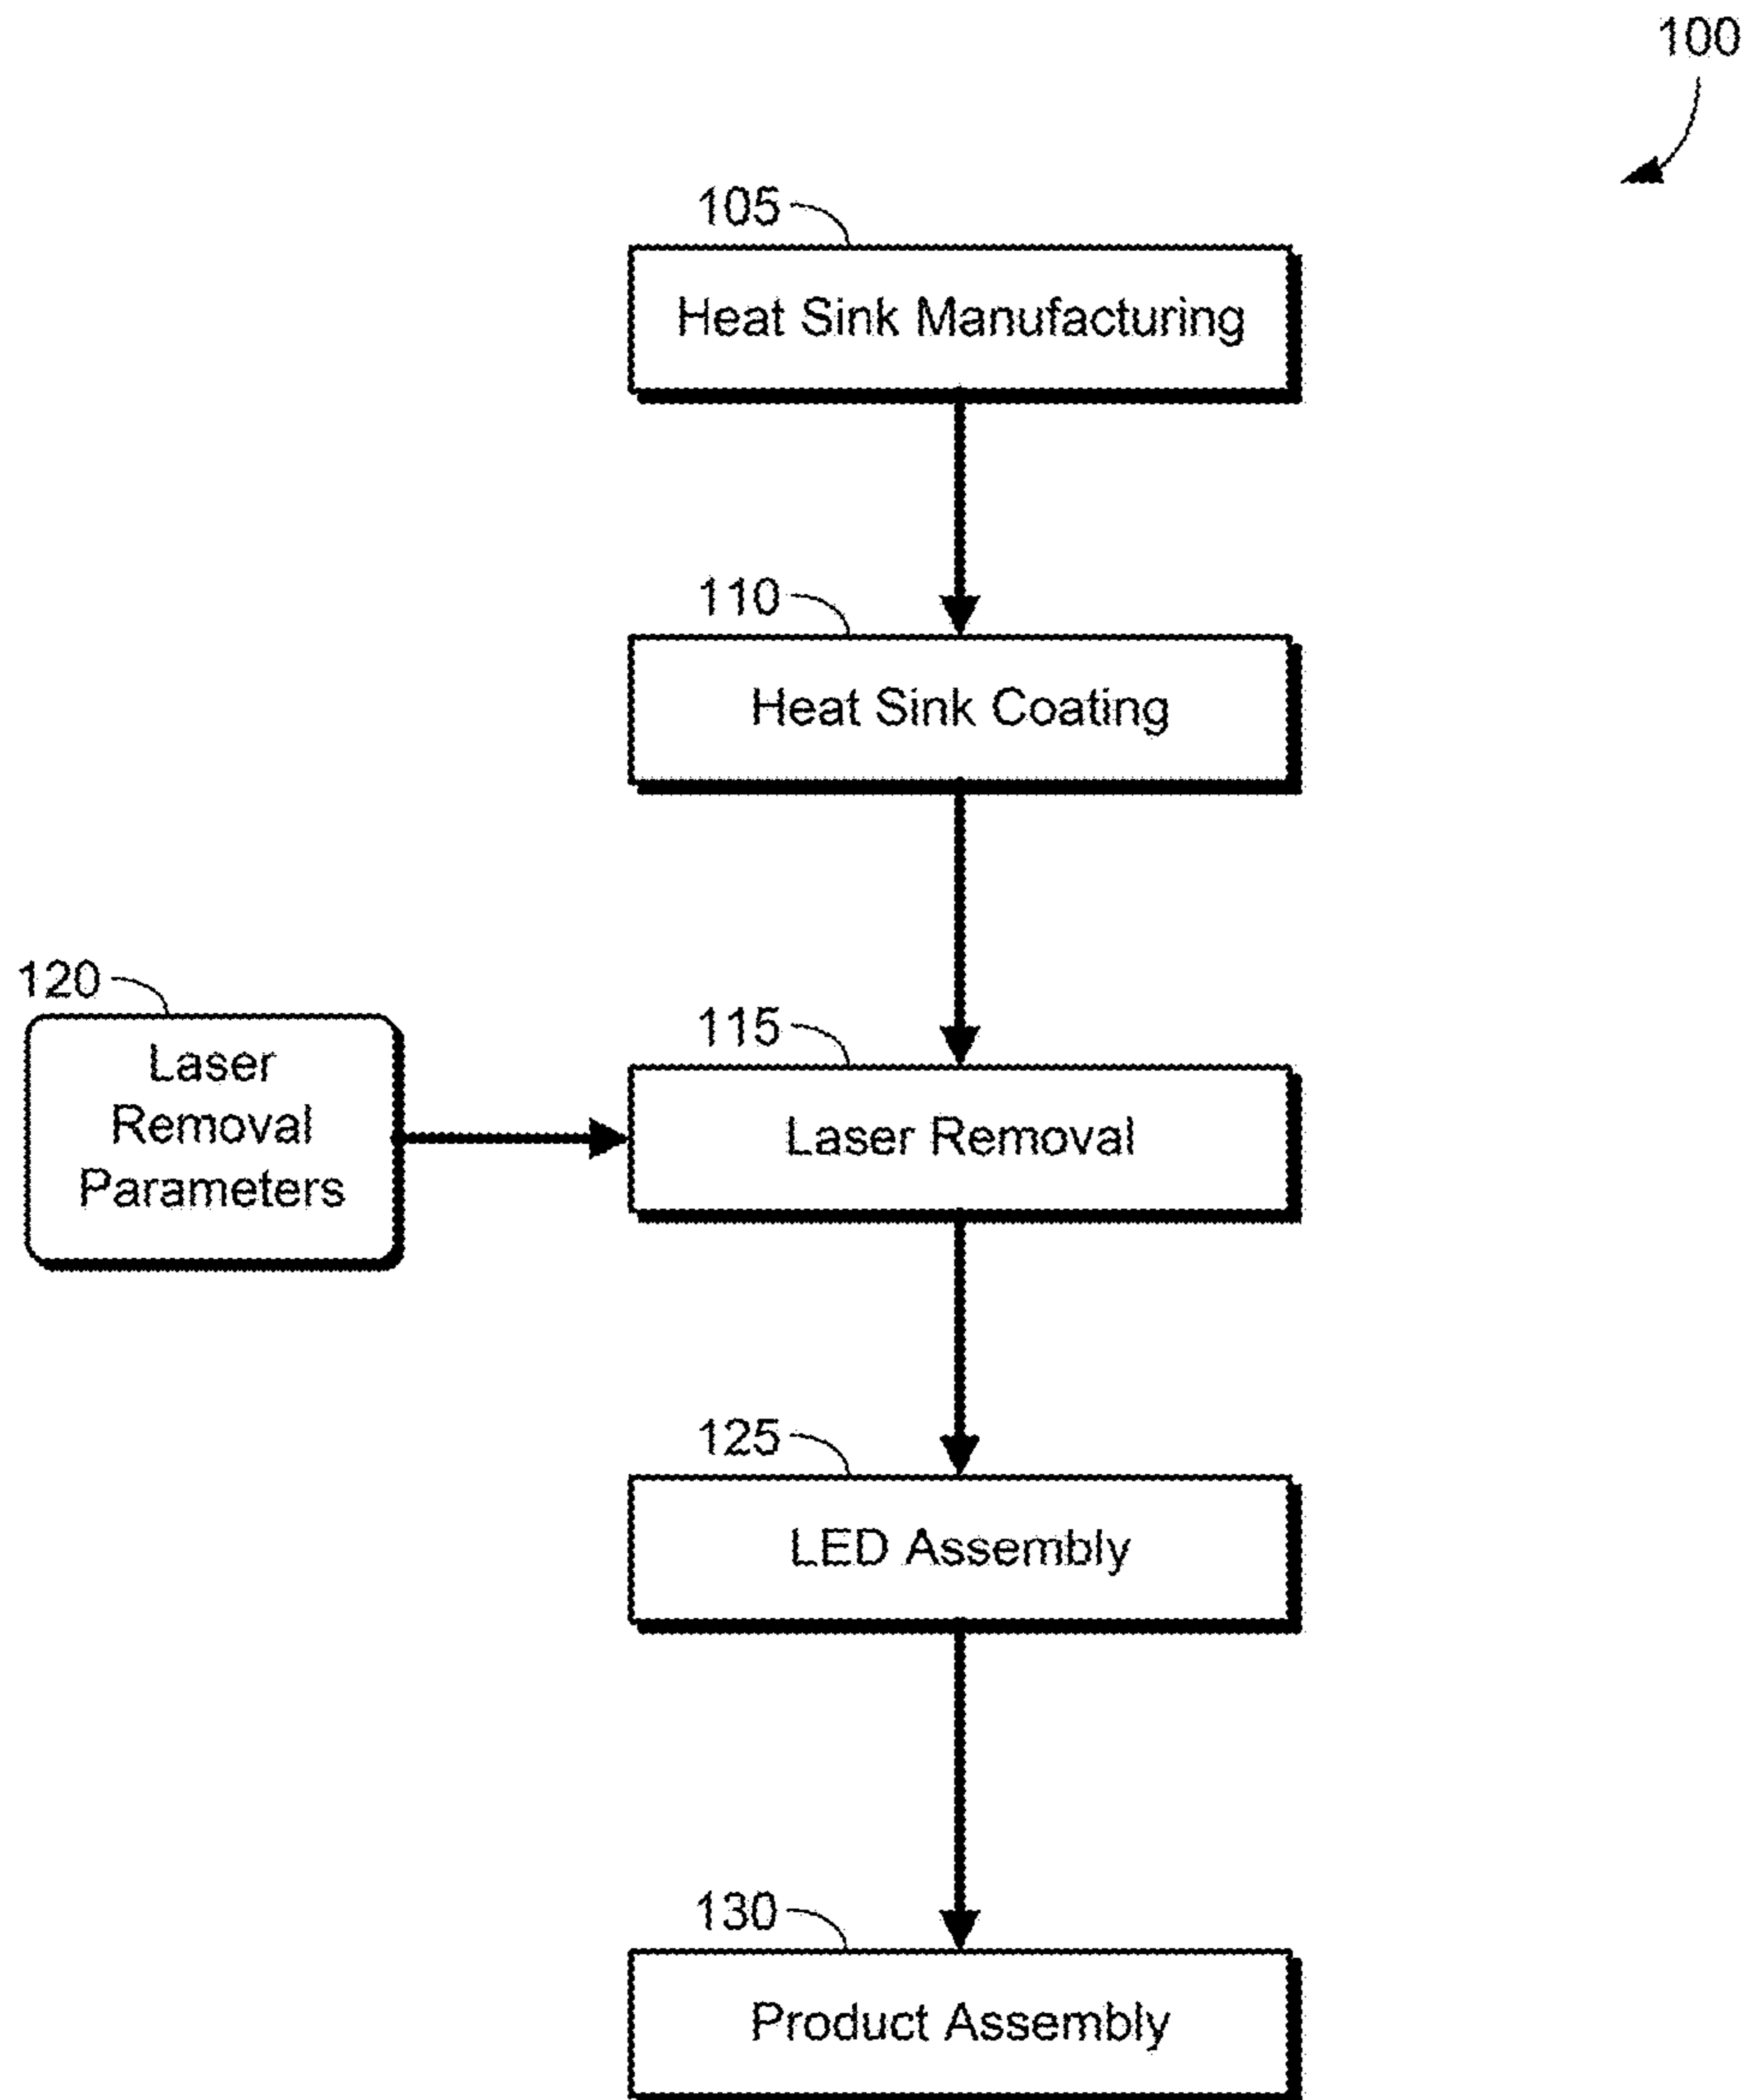 100
105
Heat Sink Manufacturing
110
Heat Sink Coating
120
Laser
Removal
Parameters
115
Laser Removal
125
LED Assembly
130
Product Assembly